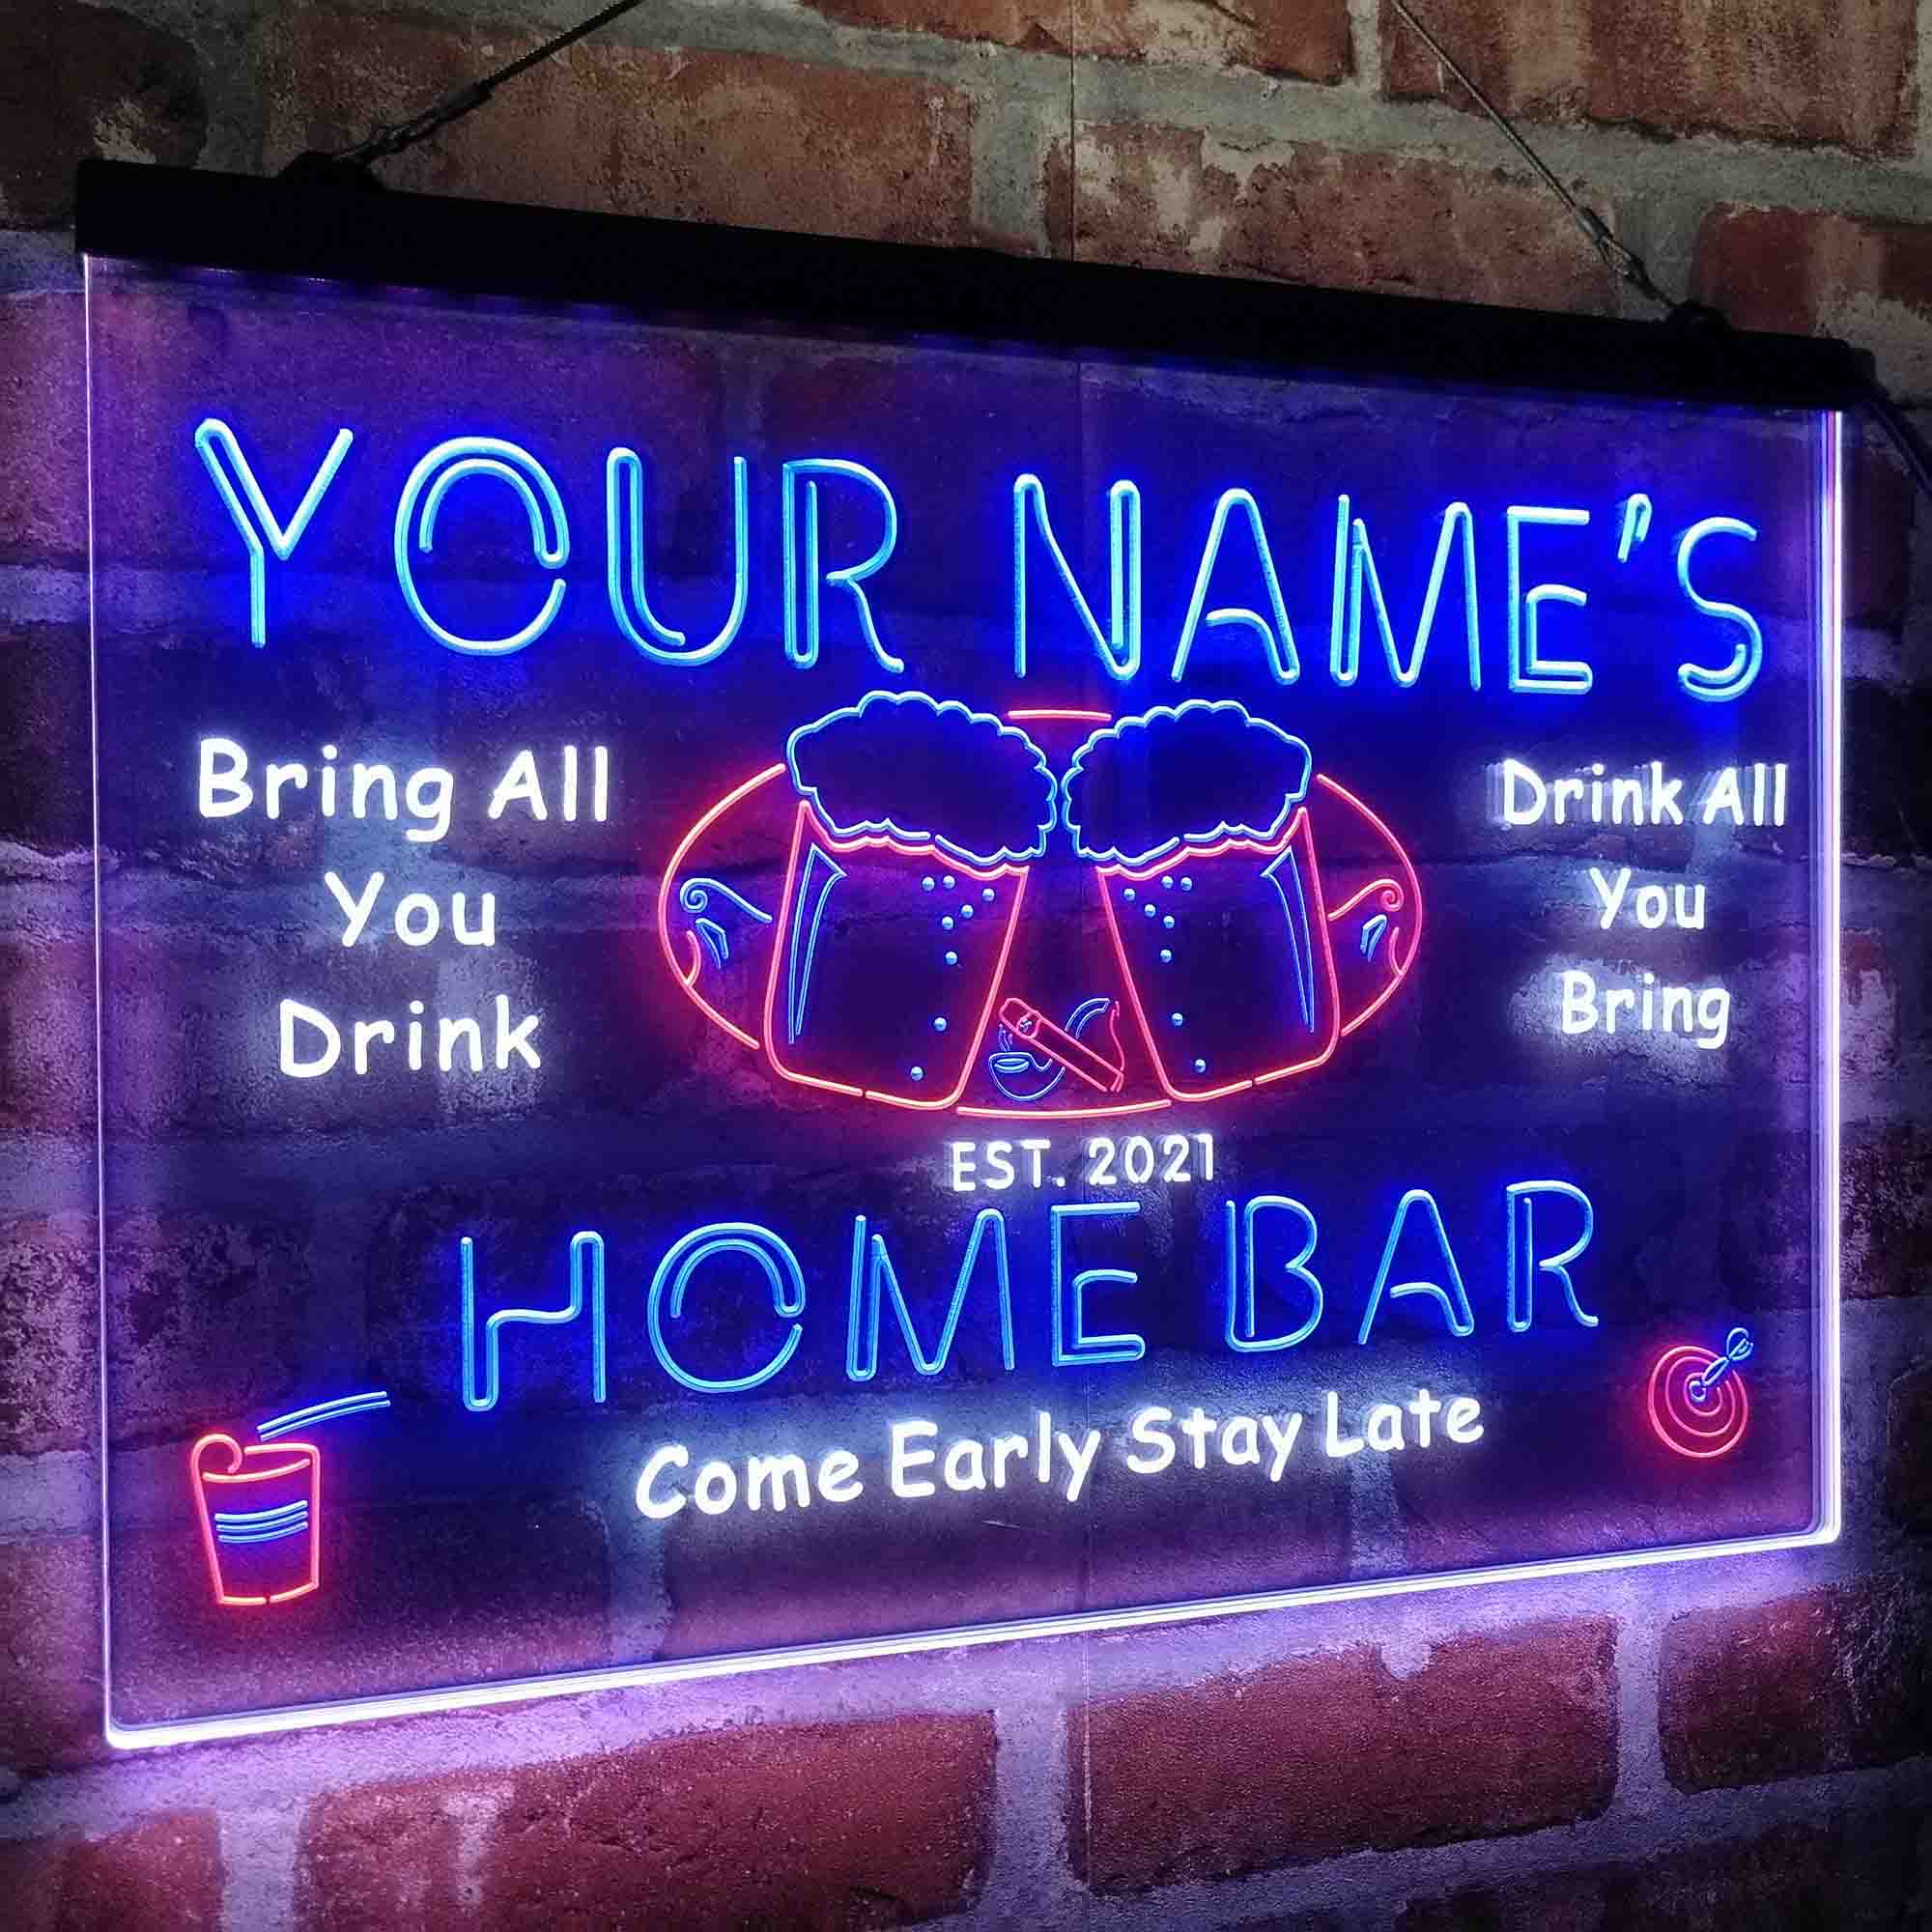 YOUR NAME'S
Bring All
You
Drink
Drink All
You
Bring
EST. 2021
HOME BAR
Come Early Stay Late